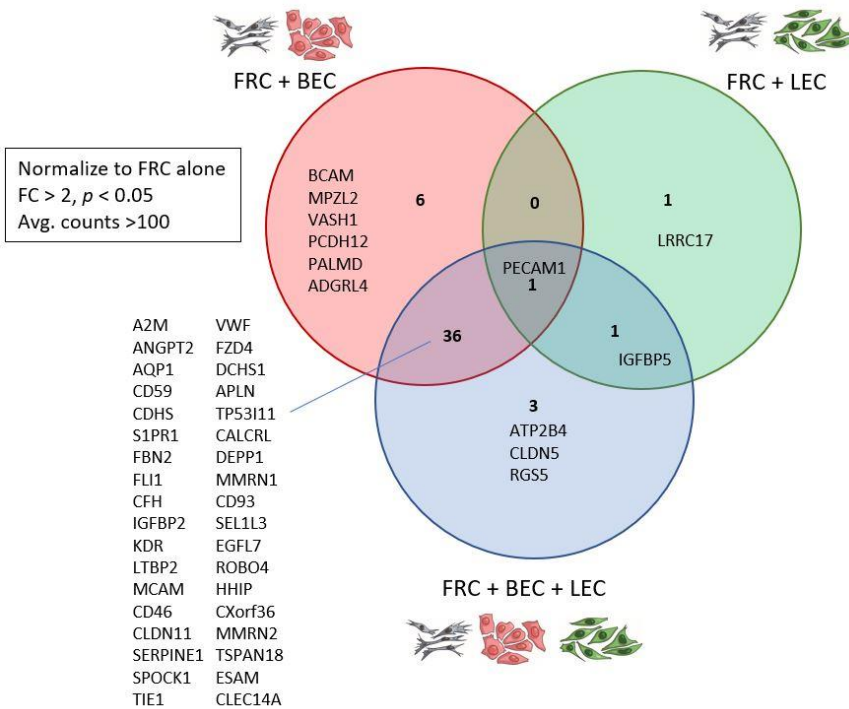 FRC + BEC
FRC + LEC
Normalize to FRC alone
FC > 2, p < 0.05
Avg. counts >100
BCAM
MPZL2
VASH1
PCDH12
PALMD
ADGRL4
6
0
1
LRRC17
PECAM1
1
36
1
IGFBP5
3
ATP2B4
CLDN5
RGS5
A2M VWF
ANGPT2 FZD4
AQP1 DCHS1
CD59 APLN
CDHS TP53I11
S1PR1 CALCRL
FBN2 DEPP1
FLI1 MMRN1
CFH CD93
IGFBP2 SEL1L3
KDR EGFL7
LTBP2 ROBO4
MCAM HHIP
CD46 CXorf36
CLDN11 MMRN2
SERPINE1 TSPAN18
SPOCK1 ESAM
TIE1 CLEC14A
FRC + BEC + LEC